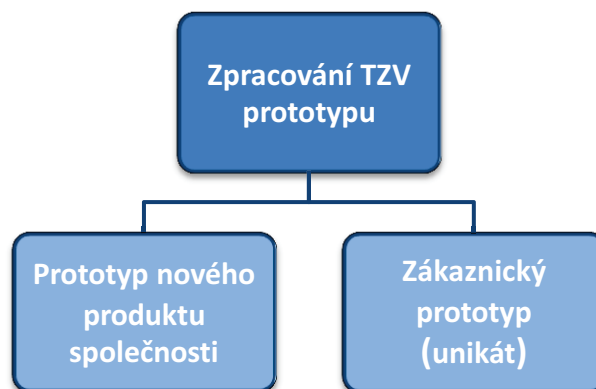 Zpracování TZV
prototypu
Prototyp nového
produktu
společnosti
Zákaznický
prototyp
(unikát)